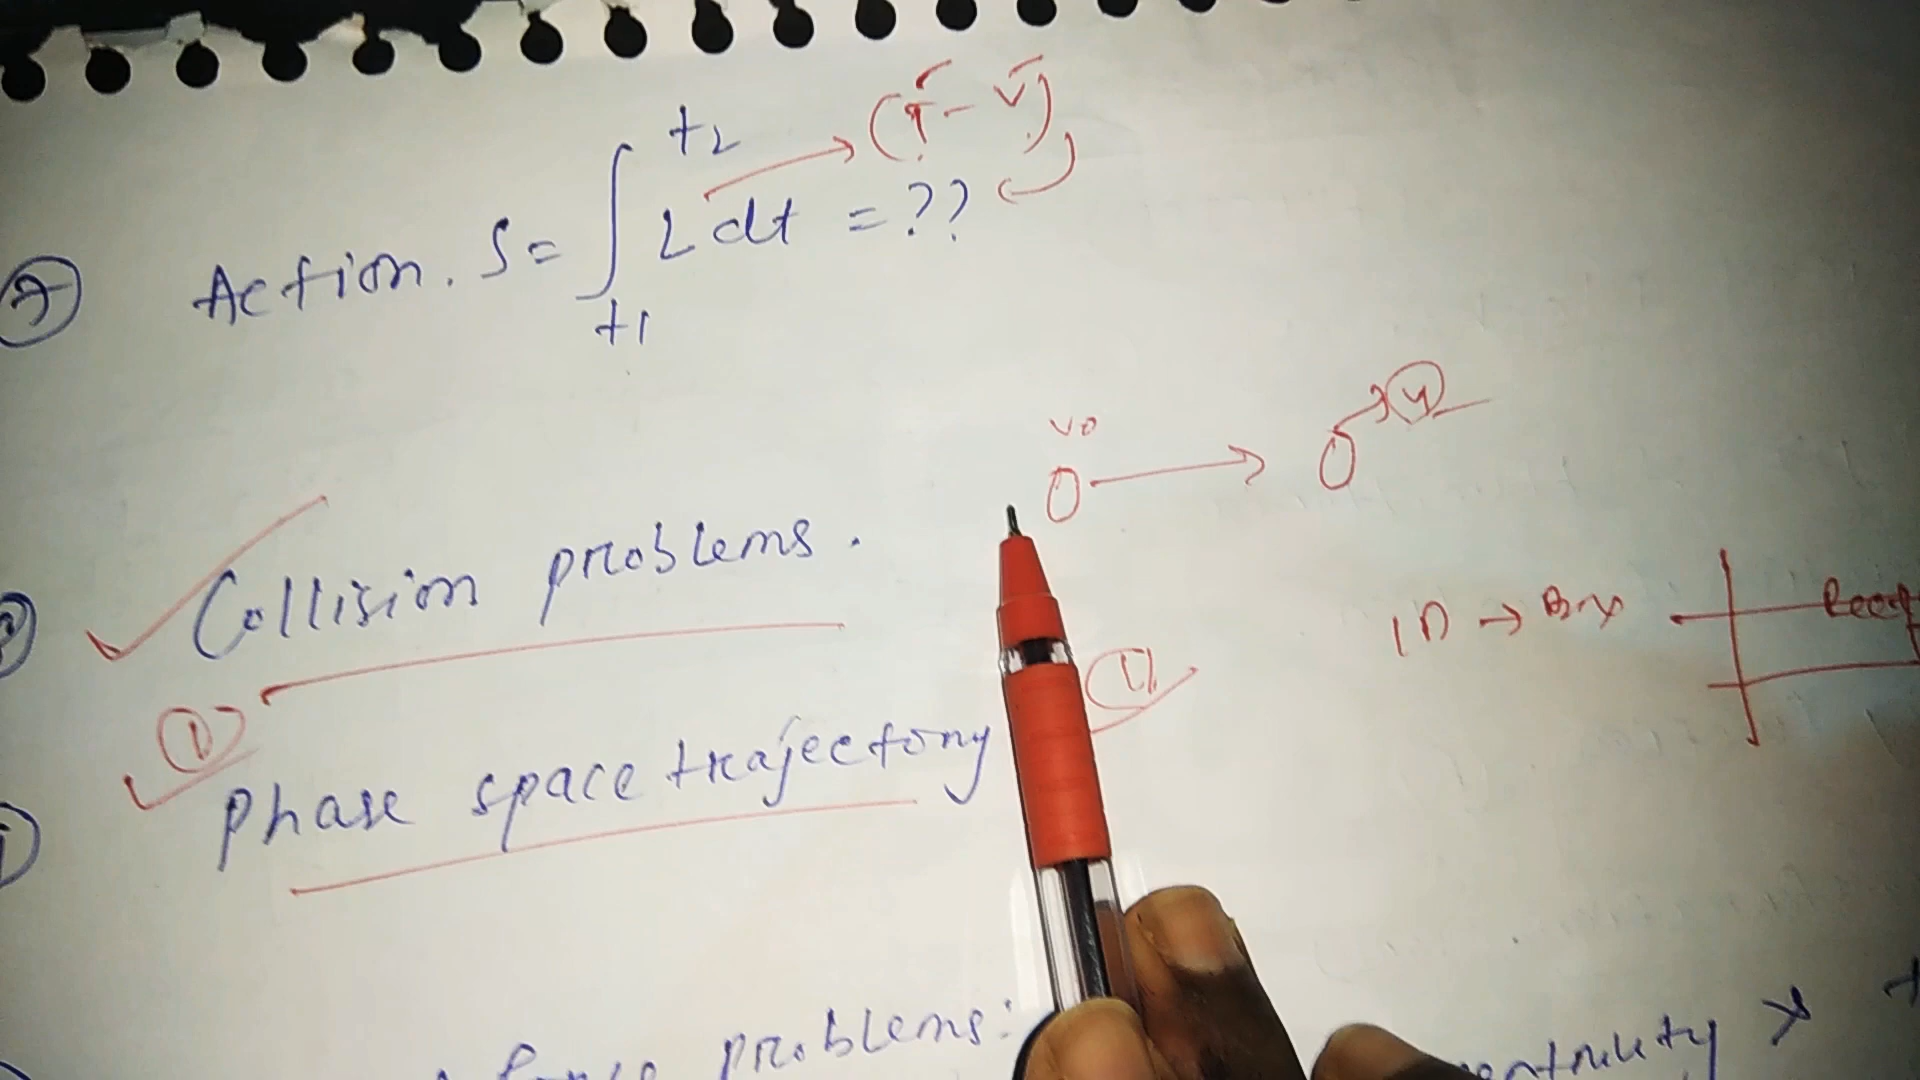 (T - V)
Action. S = ∫ t1 t2 L dt = ??
v0
Collision problems.
1D → Box
(1)
Phase space trajectory
problems: